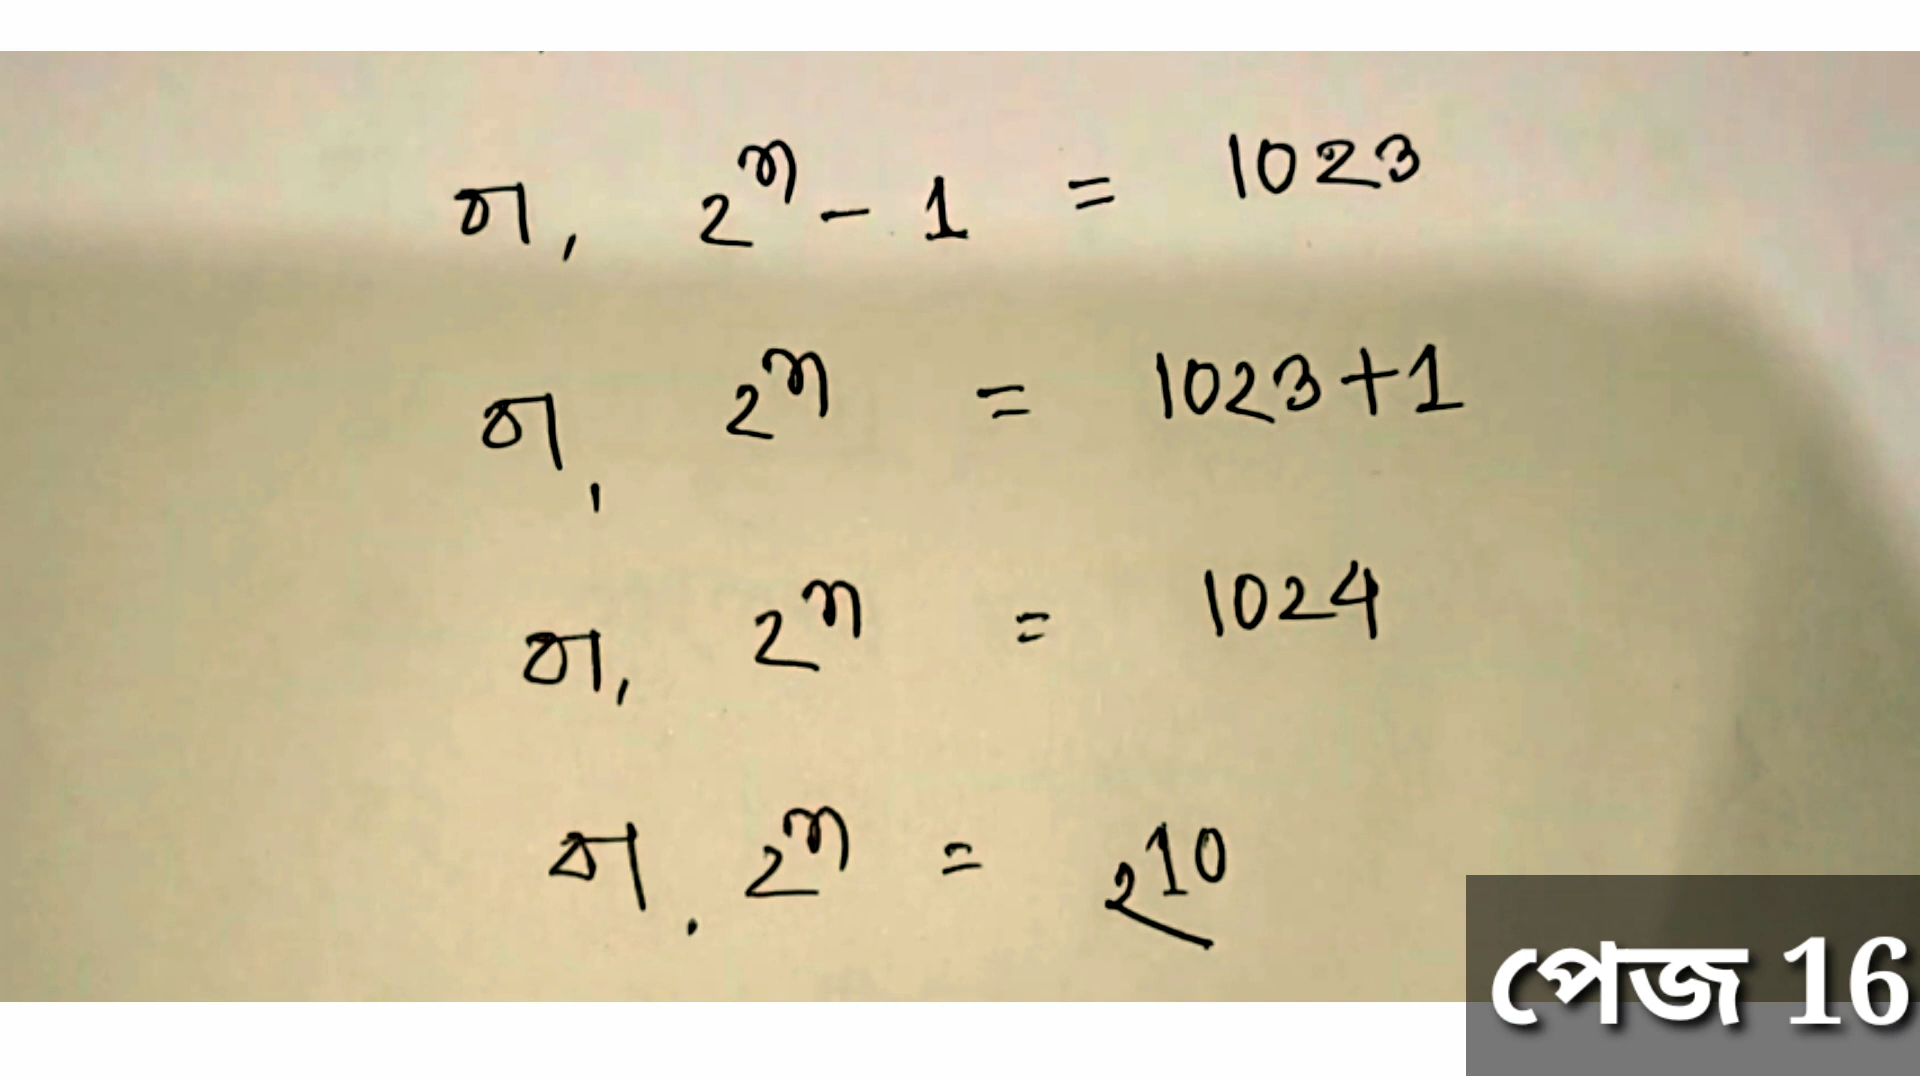 বা, 2ⁿ - 1 = 1023
বা, 2ⁿ = 1023+1
বা, 2ⁿ = 1024
বা, 2ⁿ = 2¹⁰
পেজ 16